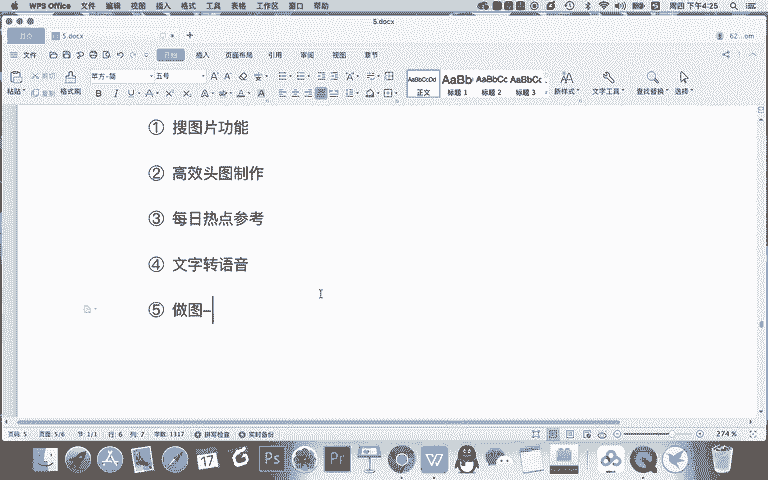 WPS Office 文件 编辑 视图 插入 格式 工具 表格 工作区 窗口 帮助 周四 下午4:25
5.docx
5.docx
文件 开始 插入 页面布局 引用 审阅 视图 章节
粘贴 剪切 复制 格式刷 苹方-简 五号
AaBbCcDd AaBb AaBbCc AaBbCc
正文 标题 1 标题 2 标题 3 新样式 文字工具 查找替换 选择
① 搜图片功能
② 高效头图制作
③ 每日热点参考
④ 文字转语音
⑤ 做图–
页码: 5 页面: 5/6 节: 1/1 行: 6 列: 7 字数: 1317 拼写检查 实时备份 274 %
17 Ps Pr